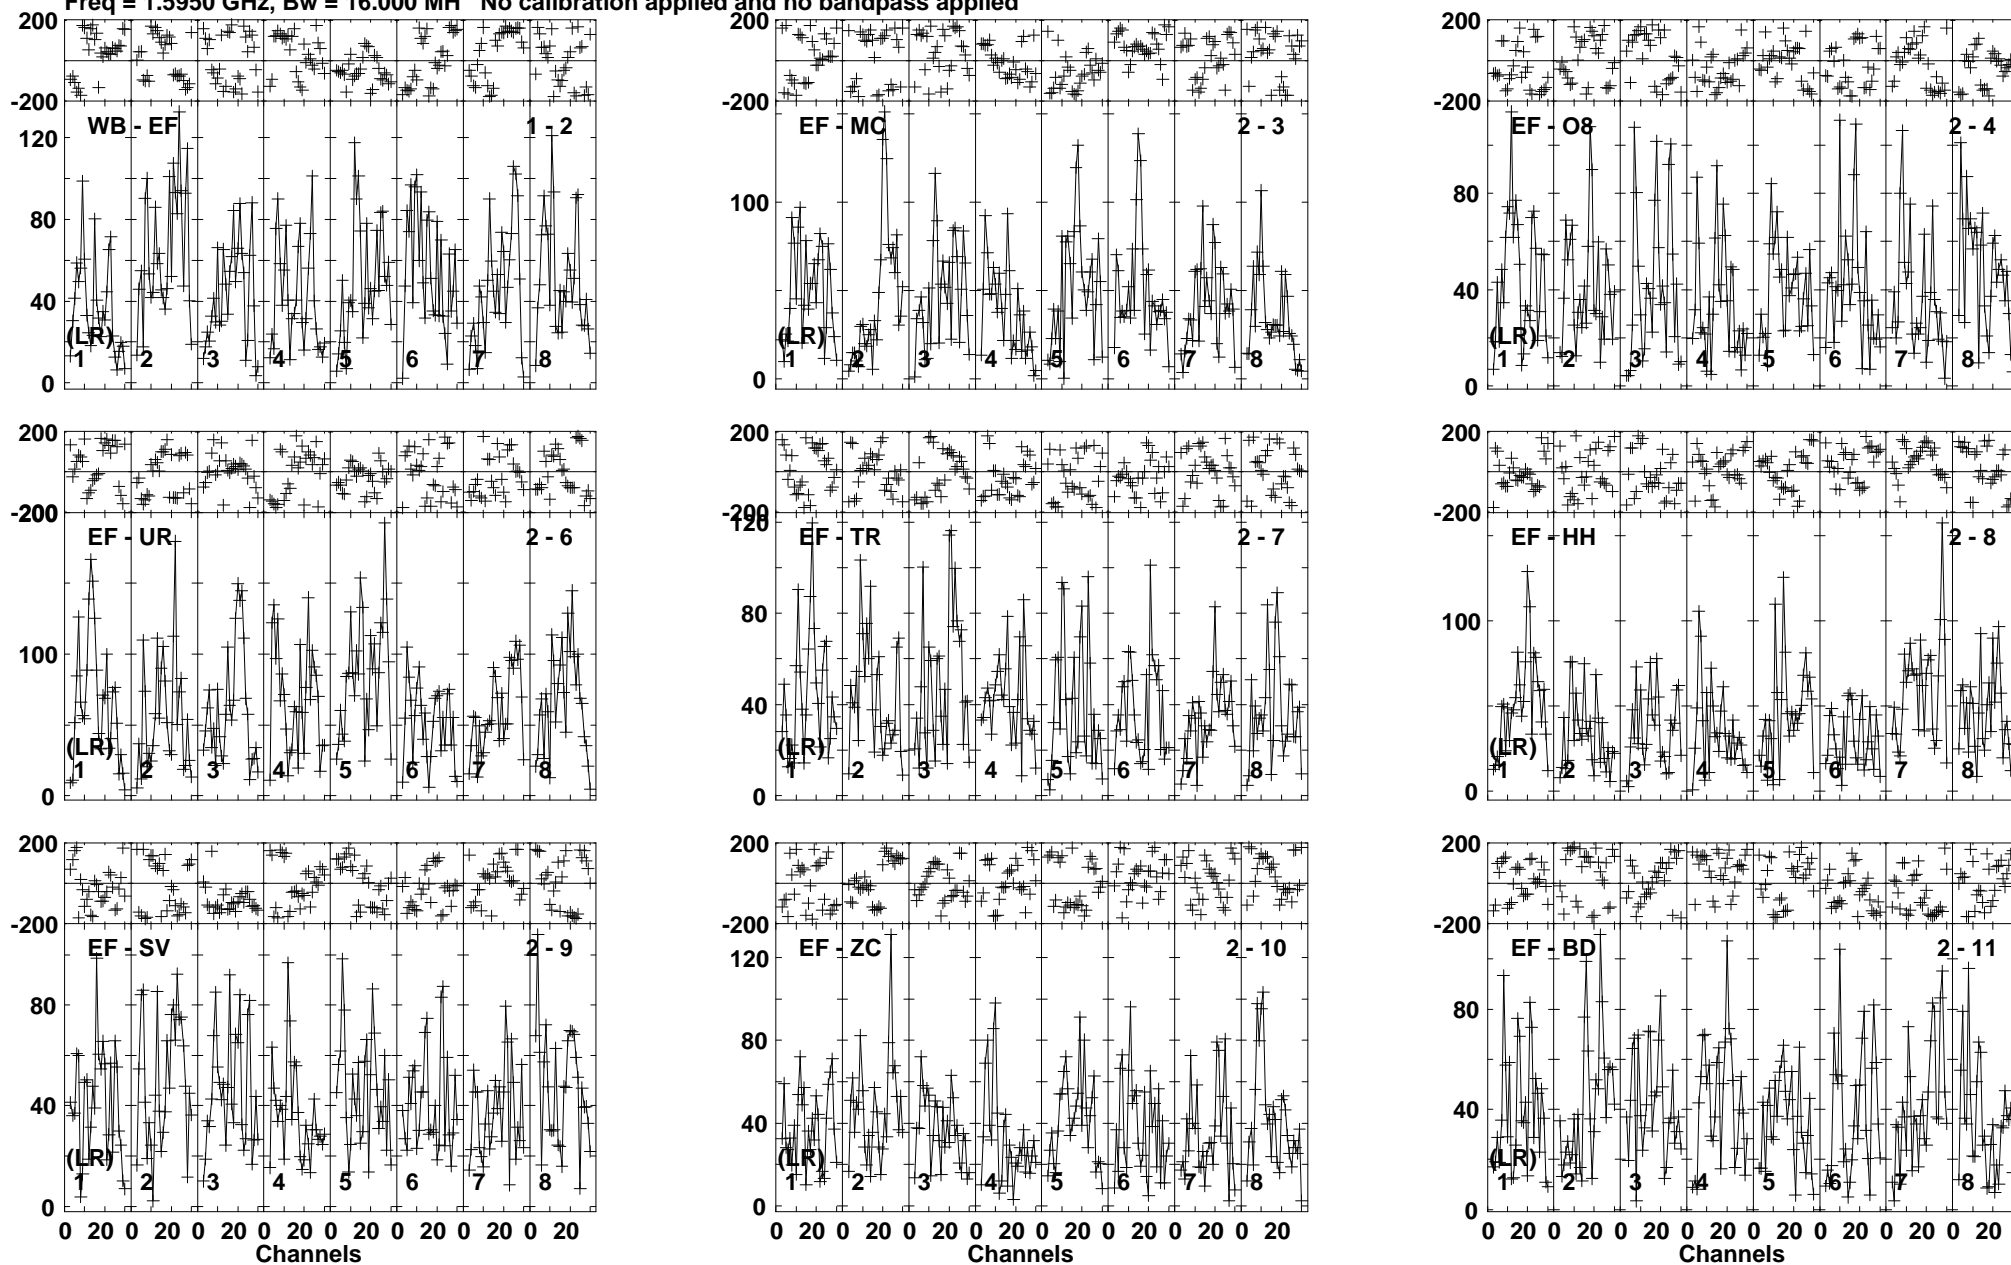 Freq = 1.5950 GHz, Bw = 16.000 MH No calibration applied and no bandpass applied
200 200 200
-200 -200 -200
WB - EF 1 - 2 EF - MC 2 - 3 EF - O8 2 - 4
120
100
80 80
40 40
(LR) (LR) (LR)
1 2 3 4 5 6 7 8 1 2 3 4 5 6 7 8 1 2 3 4 5 6 7 8
0 0 0
200 200 200
-200 -200 -200
120
EF - UR 2 - 6 EF - TR 2 - 7 EF - HH 2 - 8
100 80 100
40
(LR) (LR) (LR)
1 2 3 4 5 6 7 8 1 2 3 4 5 6 7 8 1 2 3 4 5 6 7 8
0 0 0
200 200 200
-200 -200 -200
EF - SV 2 - 9 EF - ZC 2 - 10 EF - BD 2 - 11
120
80 80 80
40 40 40
(LR) (LR) (LR)
1 2 3 4 5 6 7 8 1 2 3 4 5 6 7 8 1 2 3 4 5 6 7 8
0 0 0
0 20 0 20 0 20 0 20 0 20 0 20 0 20 0 20 0 20 0 20 0 20 0 20 0 20 0 20 0 20 0 20 0 20 0 20 0 20 0 20 0 20 0 20 0 20 0 20
Channels Channels Channels